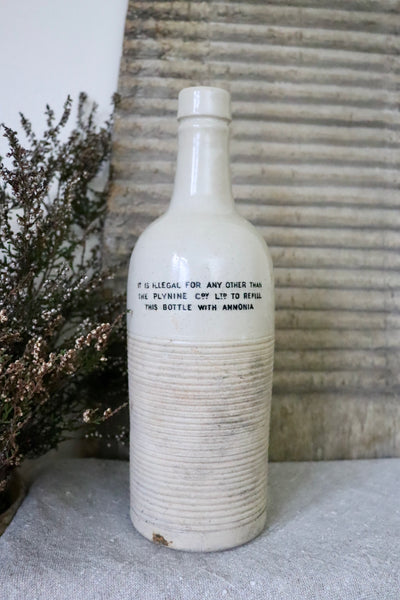 IT IS ILLEGAL FOR ANY OTHER THAN
THE PLYNINE COY LTD TO REFILL
THIS BOTTLE WITH AMMONIA